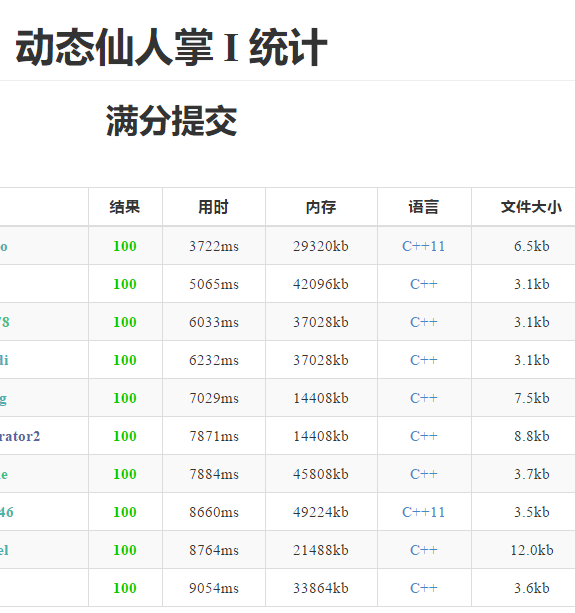 动态仙人掌 I 统计
满分提交
结果 用时 内存 语言 文件大小
o 100 3722ms 29320kb C++11 6.5kb
100 5065ms 42096kb C++ 3.1kb
78 100 6033ms 37028kb C++ 3.1kb
di 100 6232ms 37028kb C++ 3.1kb
g 100 7029ms 14408kb C++ 7.5kb
rator2 100 7871ms 14408kb C++ 8.8kb
e 100 7884ms 45808kb C++ 3.7kb
46 100 8660ms 49224kb C++11 3.5kb
el 100 8764ms 21488kb C++ 12.0kb
100 9054ms 33864kb C++ 3.6kb